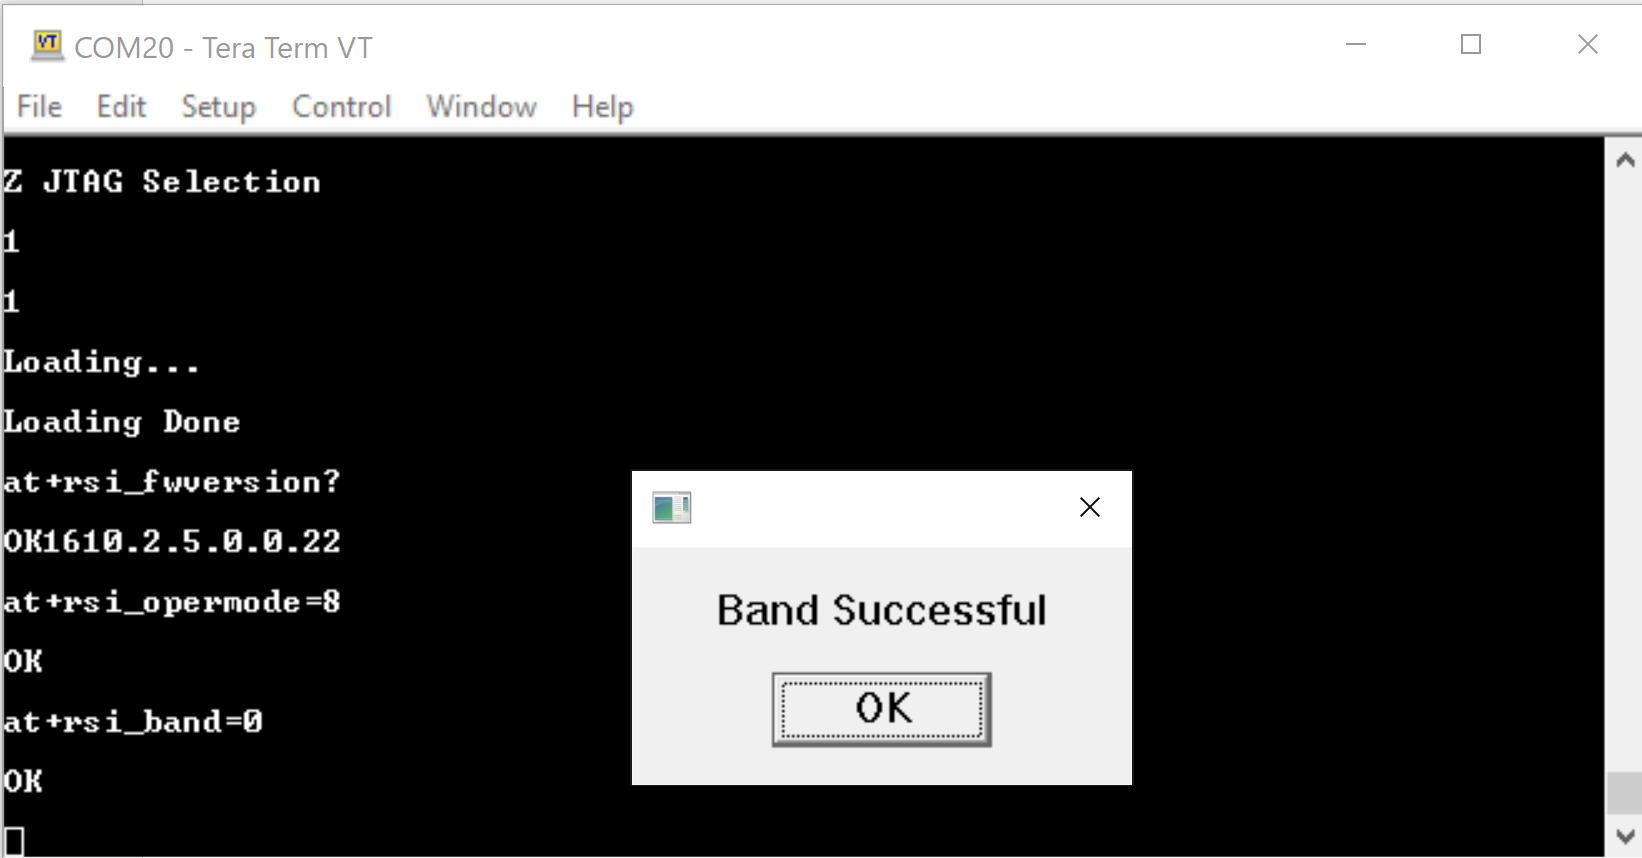 VT COM20 - Tera Term VT
File Edit Setup Control Window Help
Z JTAG Selection
1
1
Loading...
Loading Done
at+rsi_fwversion?
OK1610.2.5.0.0.22
at+rsi_opermode=8
OK
at+rsi_band=0
OK
Band Successful
OK